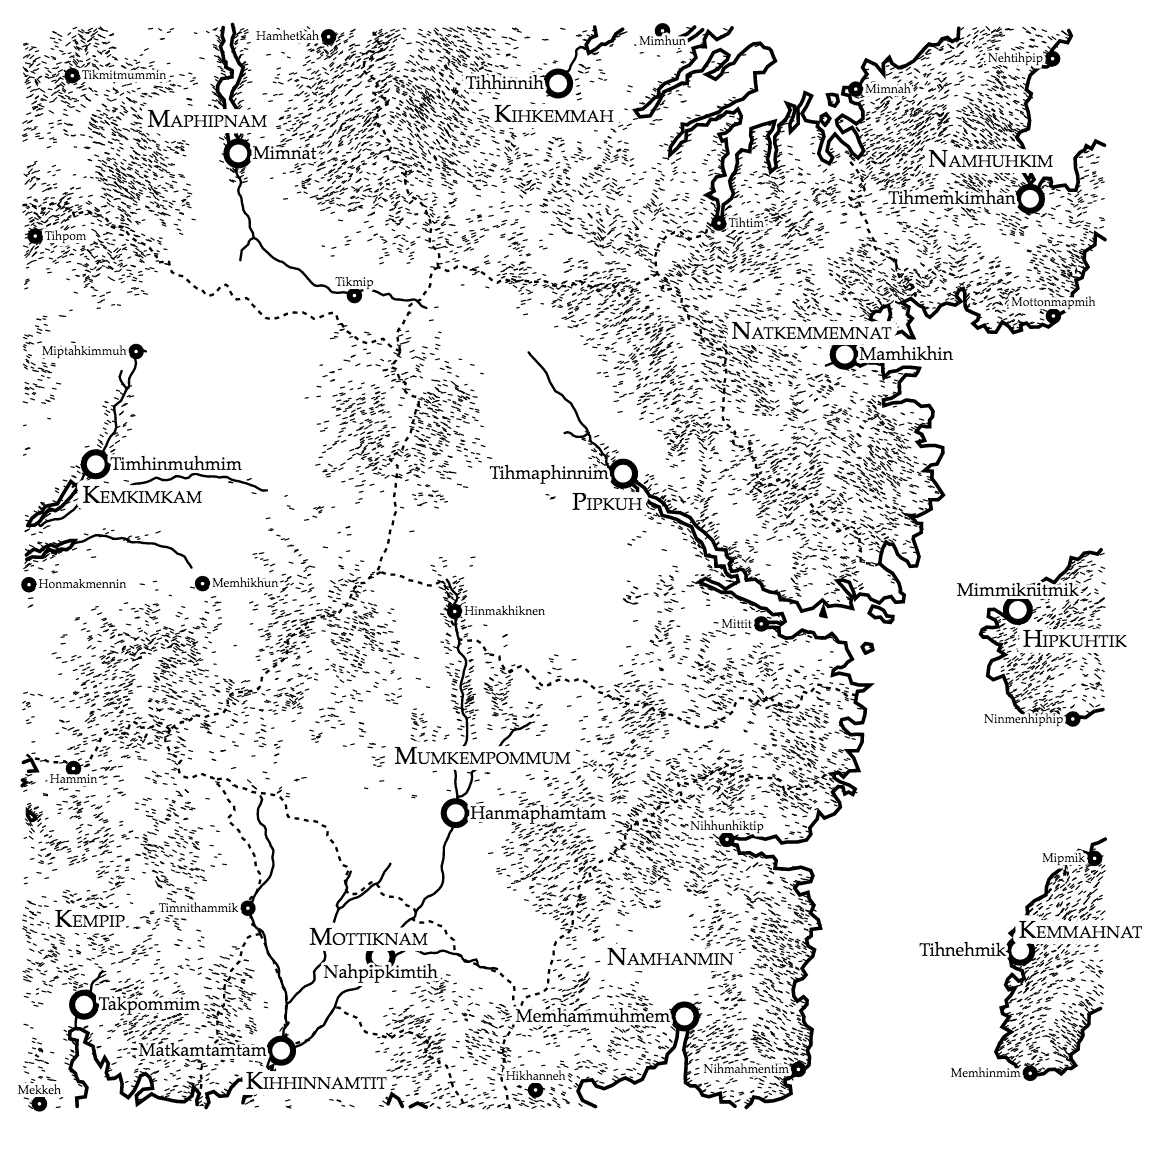 Mimhun
Hamhetkah
Nehtihpip
Tikmitmummin
Tihhinnih
Mimnah
KIHKEMMAH
MAPHIPNAM
Mimnat
NAMHUHKIM
Tihmemkimhan
Tihtim
Tihpom
Tikmip
Mottonmapmih
NATKEMMEMNAT
Miptahkimmuh
Mamhikhin
Timhinmuhmim
Tihmaphinnim
KEMKIMKAM
PIPKUH
Honmakmennin
Memhikhun
Mimmiknitmik
Hinmakhiknen
Mittit
HIPKUHTIK
Ninmenhiphip
MUMKEMPOMMUM
Hammin
Hanmaphamtam
Nihhunhiktip
Mipmik
Timnithammik
KEMPIP
KEMMAHNAT
MOTTIKNAM
Tihnehmik
NAMHANMIN
Nahpipkimtih
Takpommim
Memhammuhmem
Matkamtamtam
Nihmahmentim
Memhinmim
Hikhanneh
KIHHINNAMTIT
Mekkeh